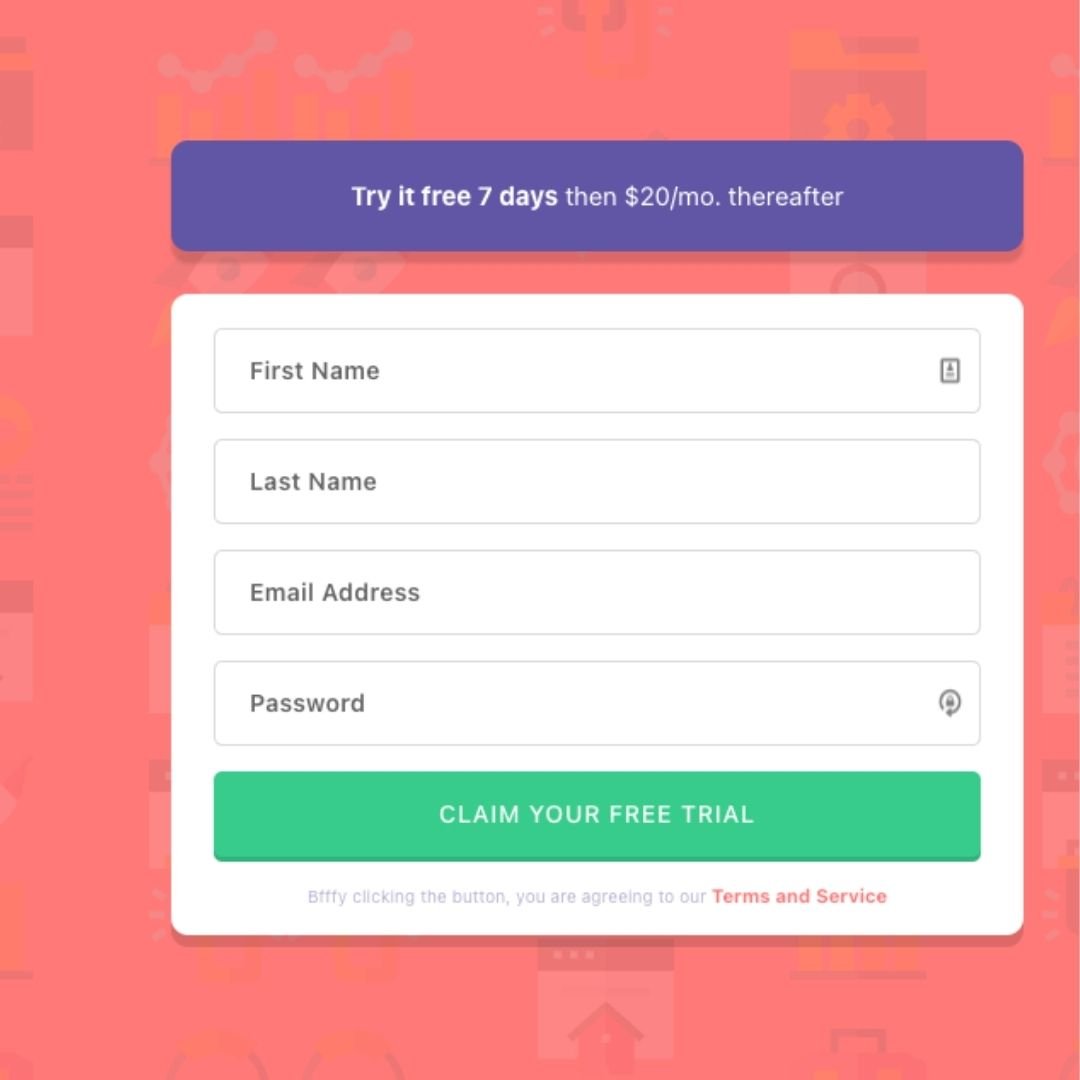 Try it free 7 days then $20/mo. thereafter
First Name
Last Name
Email Address
Password
CLAIM YOUR FREE TRIAL
Bfffy clicking the button, you are agreeing to our Terms and Service